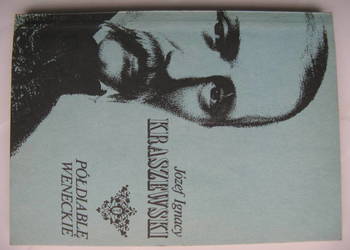 Józef Ignacy
KRASZEWSKI
PÓŁDIABLĘ
WENECKIE